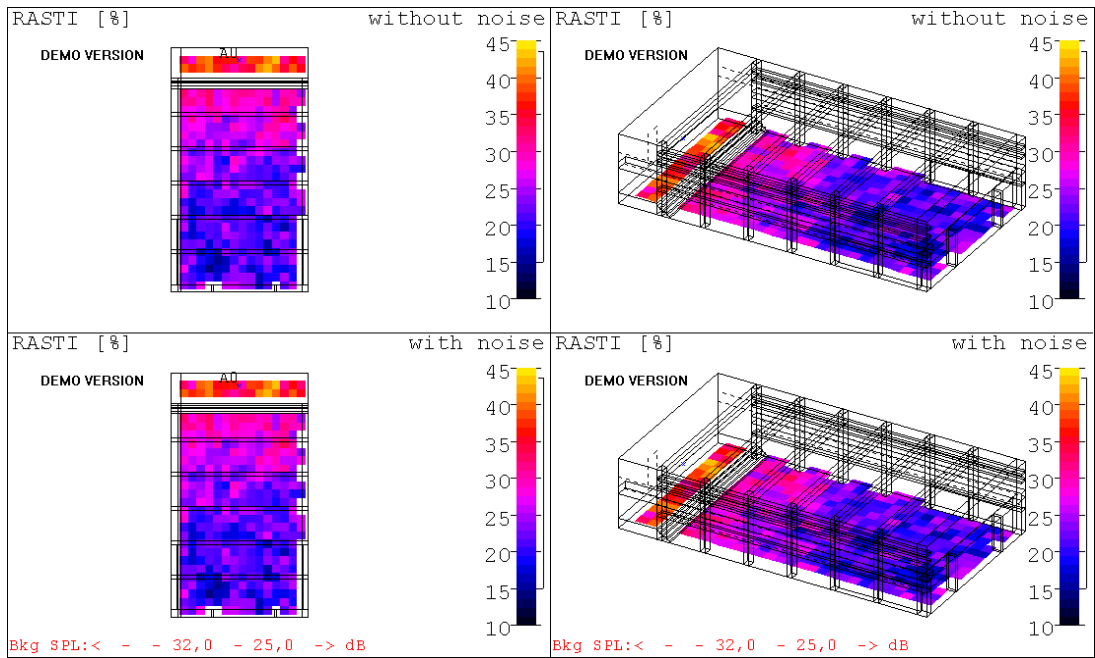 RASTI [%] without noise
DEMO VERSION
A0
45
40
35
30
25
20
15
10
RASTI [%] without noise
DEMO VERSION
45
40
35
30
25
20
15
10
RASTI [%] with noise
DEMO VERSION
A0
45
40
35
30
25
20
15
10
Bkg SPL:< - - 32,0 - 25,0 -> dB
RASTI [%] with noise
DEMO VERSION
45
40
35
30
25
20
15
10
Bkg SPL:< - - 32,0 - 25,0 -> dB